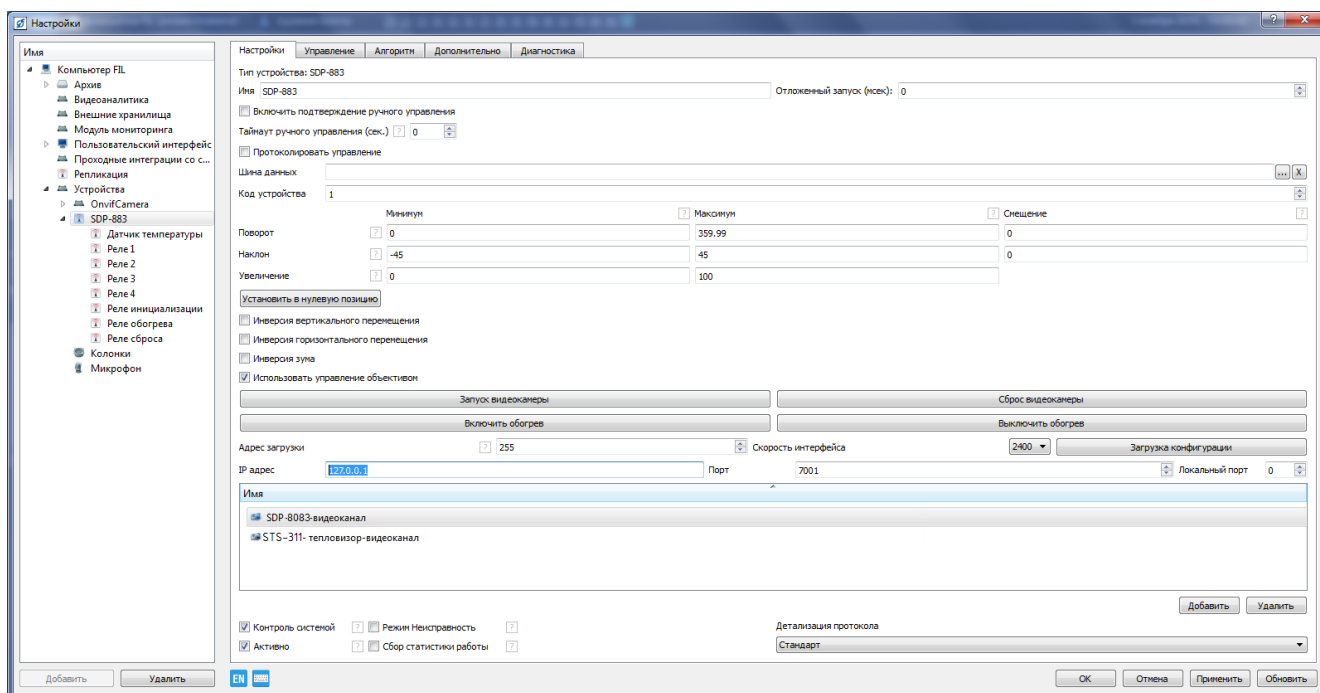 Настройки
Имя
Компьютер FIL
Архив
Видеоаналитика
Внешние хранилища
Модуль мониторинга
Пользовательский интерфейс
Проходные интеграции со с...
Репликация
Устройства
OnvifCamera
SDP-883
Датчик температуры
Реле 1
Реле 2
Реле 3
Реле 4
Реле инициализации
Реле обогрева
Реле сброса
Колонки
Микрофон
Добавить Удалить
Настройки Управление Алгоритм Дополнительно Диагностика
Тип устройства: SDP-883
Имя SDP-883 Отложенный запуск (мсек): 0
Включить подтверждение ручного управления
Таймаут ручного управления (сек.) ? 0
Протоколировать управление
Шина данных ... X
Код устройства 1
Минимум ? Максимум ? Смещение ?
Поворот ? 0 359.99 0
Наклон ? -45 45 0
Увеличение ? 0 100
Установить в нулевую позицию
Инверсия вертикального перемещения
Инверсия горизонтального перемещения
Инверсия зума
Использовать управление объективом
Запуск видеокамеры Сброс видеокамеры
Включить обогрев Выключить обогрев
Адрес загрузки ? 255 Скорость интерфейса 2400 Загрузка конфигурации
IP адрес 127.0.0.1 Порт 7001 Локальный порт 0
Имя
SDP-8083-видеоканал
STS-311- тепловизор-видеоканал
Добавить Удалить
Контроль системой ? Режим Неисправность ? Детализация протокола
Активно ? Сбор статистики работы ? Стандарт
EN OK Отмена Применить Обновить